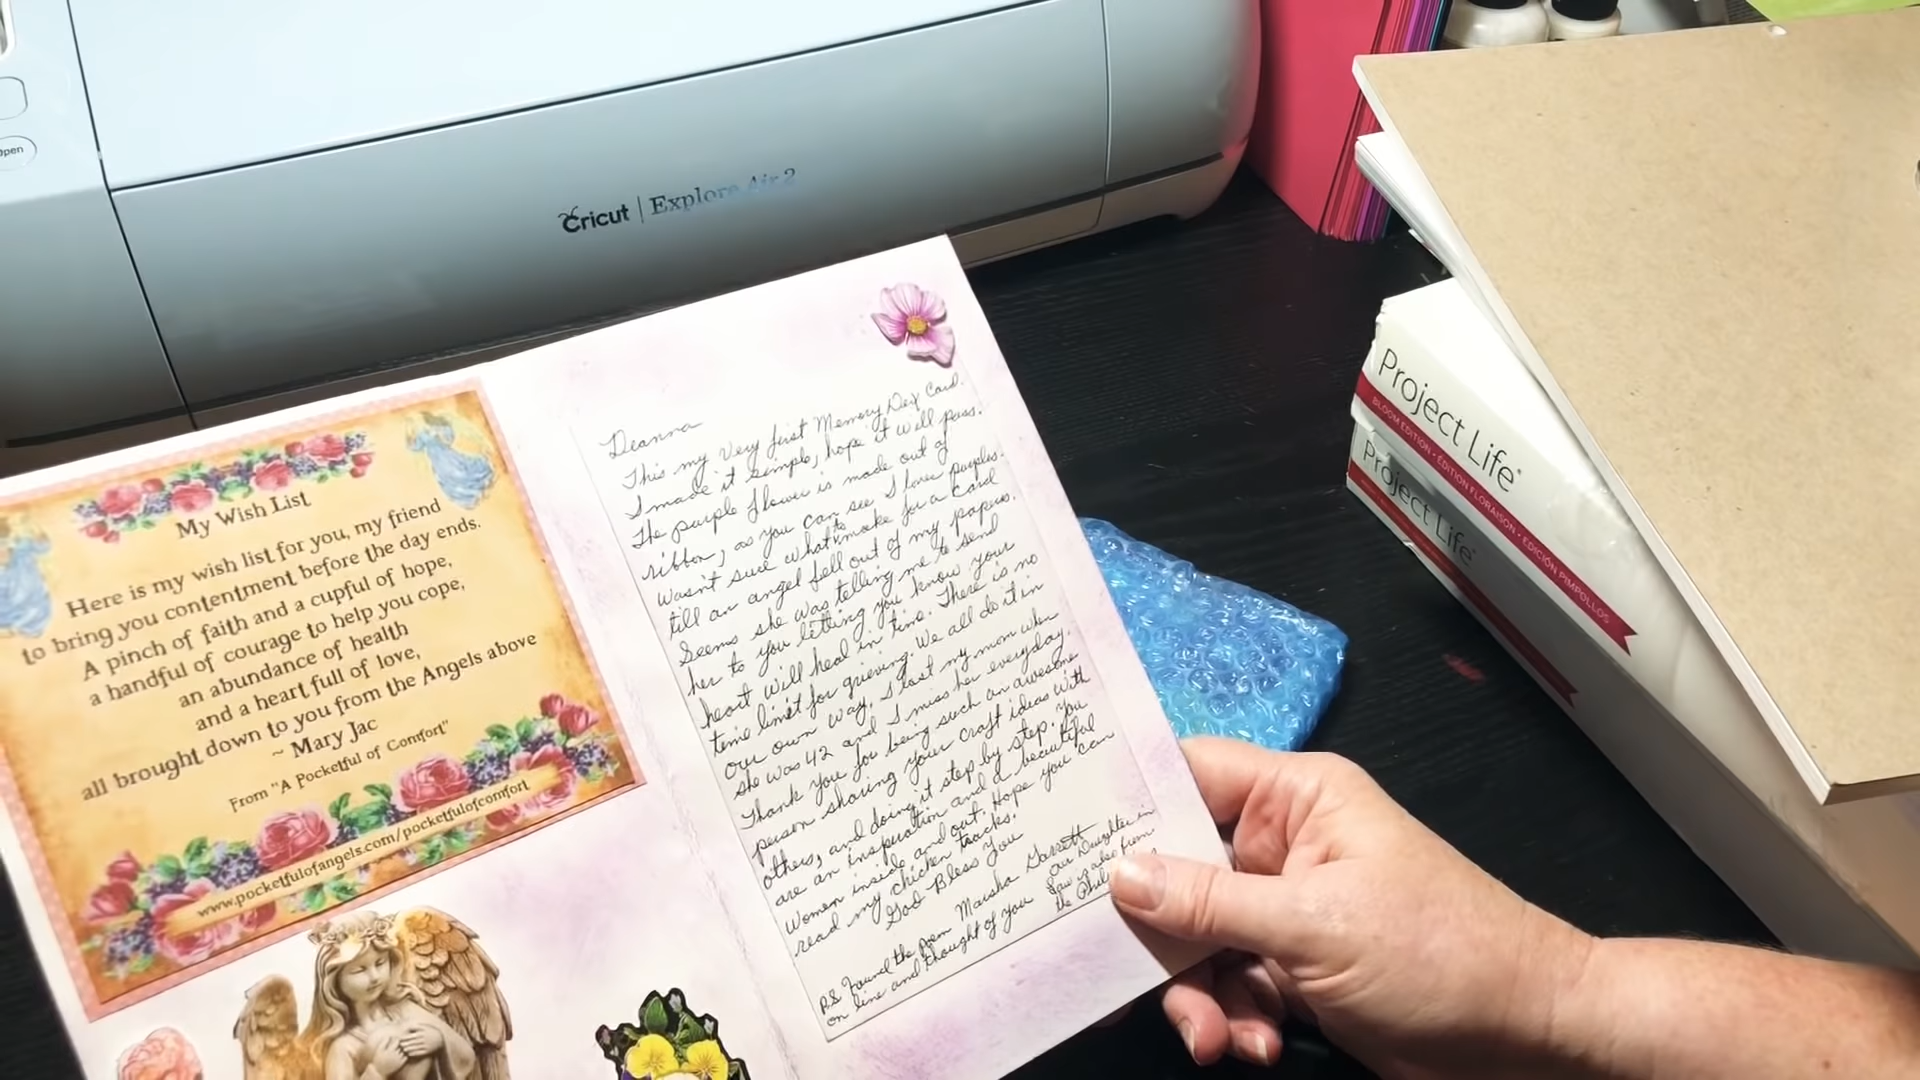 Open
Cricut | Explore Air 2
Project Life
BLOOM EDITION • ÉDITION FLORAISON • EDICIÓN PIMPOLLOS
Project Life
My Wish List
Here is my wish list for you, my friend
to bring you contentment before the day ends.
A pinch of faith and a cupful of hope,
a handful of courage to help you cope,
an abundance of health
and a heart full of love,
all brought down to you from the Angels above
~ Mary Jac
From "A Pocketful of Comfort"
www.pocketfulofangels.com/pocketfulofcomfort
Deanna
This my very first Memory Dex Card.
I made it simple, hope it will pass.
The purple flower is made out of
ribbon, as you can see I love purples.
Wasn't sure what to make for a card
till an angel fell out of my papers.
Seems she was telling me to send
her to you letting you know your
heart will heal in time. There is no
time limit for grieving. We all do it in
our own way. I lost my mom when
she was 42 and I miss her everyday.
Thank you for being such an awesome
person sharing your craft ideas with
others, and doing it step by step. You
are an inspiration and a beautiful
Women inside and out. Hope you can
read my chicken tracks.
God Bless You
Marsha Garrett
our Daughter in
law is also from
the
P.S. Found the Poem
on line and thought of you